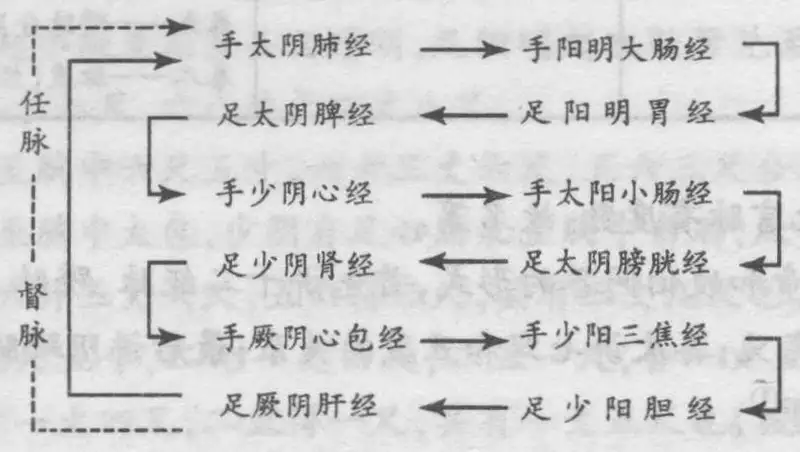 手太阴肺经 手阳明大肠经
足太阴脾经 足阳明胃经
手少阴心经 手太阳小肠经
足少阴肾经 足太阴膀胱经
手厥阴心包经 手少阳三焦经
足厥阴肝经 足少阳胆经
任脉
督脉